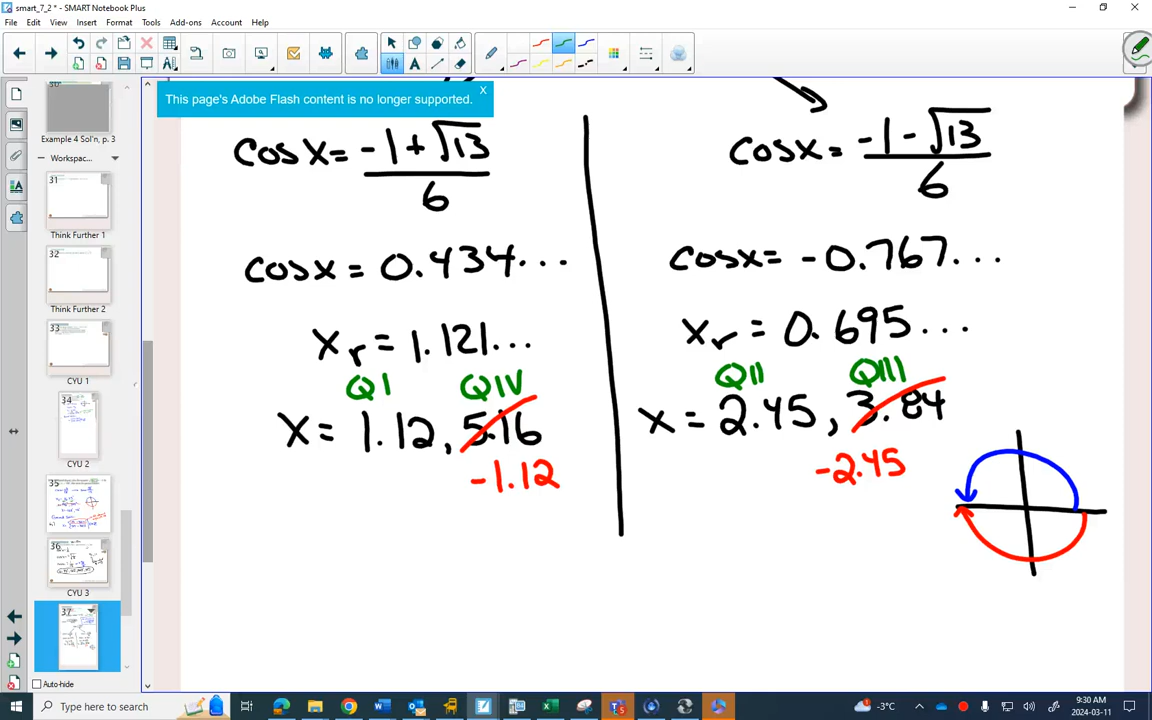 smart_7_2 * - SMART Notebook Plus
File Edit View Insert Format Tools Add-ons Account Help
This page's Adobe Flash content is no longer supported. X
Example 4 Sol'n, p. 3
Workspac...
31
Think Further 1
32
Think Further 2
33
CYU 1
34
CYU 2
35
36
CYU 3
37
Auto-hide
cosx = -1 + √13 / 6
cosx = 0.434...
xr = 1.121...
QI QIV
x = 1.12, 5.16
-1.12
cosx = -1 - √13 / 6
cosx = -0.767...
xr = 0.695...
QII QIII
x = 2.45, 3.84
-2.45
Type here to search
-3°C
9:30 AM
2024-03-11